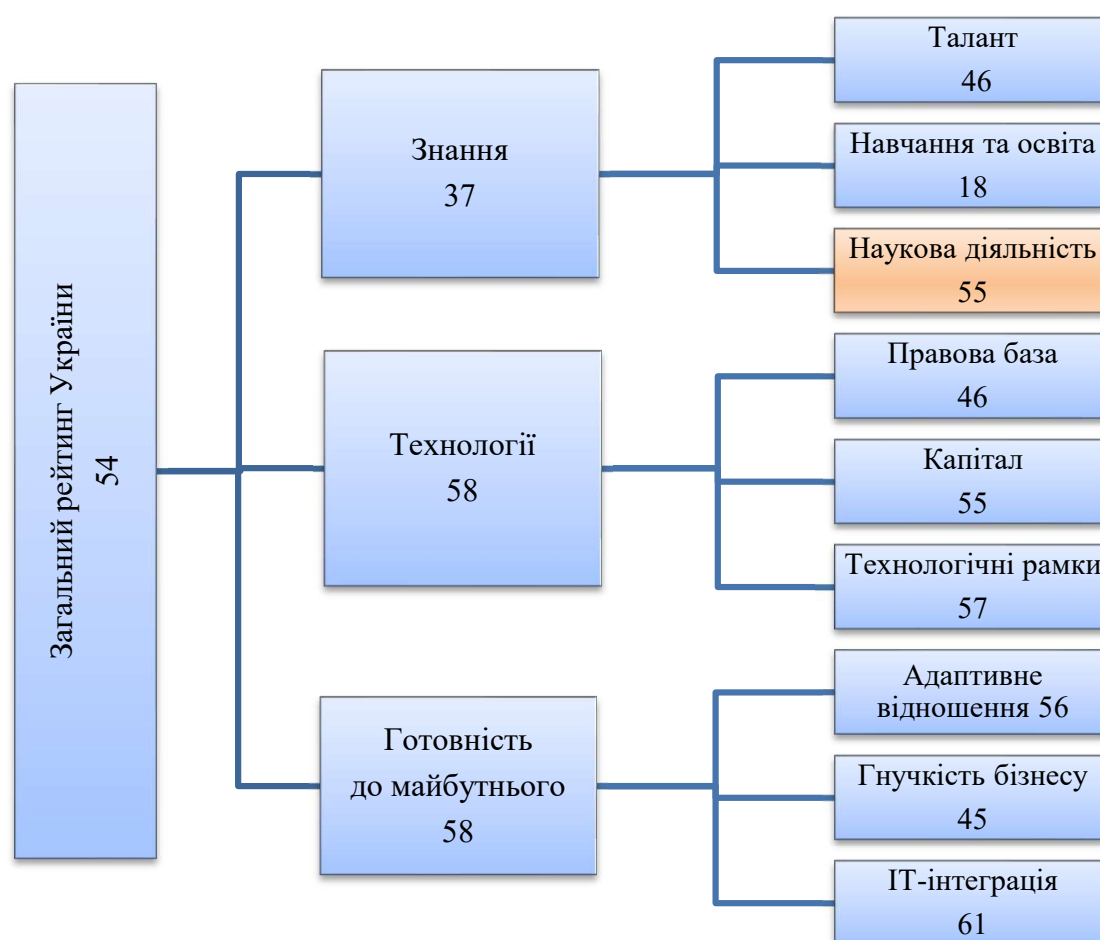 Загальний рейтинг України
54
Знання
37
Технології
58
Готовність
до майбутнього
58
Талант
46
Навчання та освіта
18
Наукова діяльність
55
Правова база
46
Капітал
55
Технологічні рамки
57
Адаптивне
відношення 56
Гнучкість бізнесу
45
ІТ-інтеграція
61